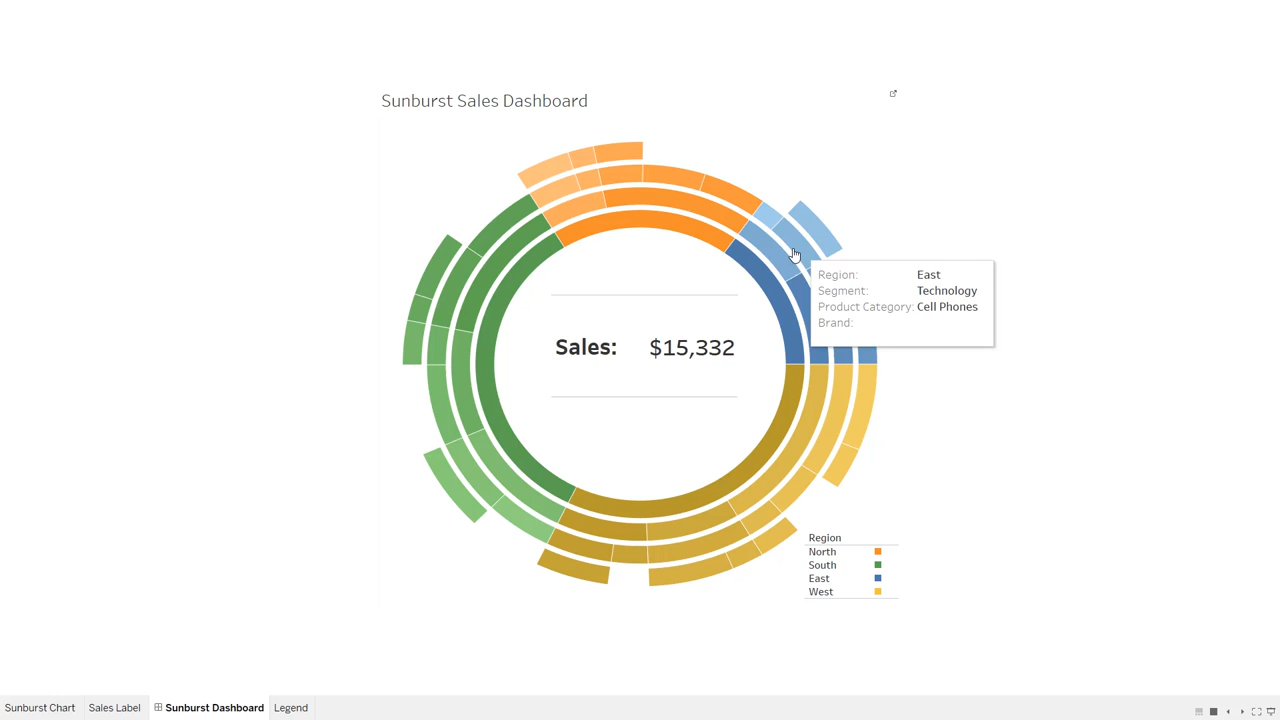 Sunburst Sales Dashboard
Region: East
Segment: Technology
Product Category: Cell Phones
Brand:
Sales: $15,332
Region
North
South
East
West
Sunburst Chart Sales Label Sunburst Dashboard Legend